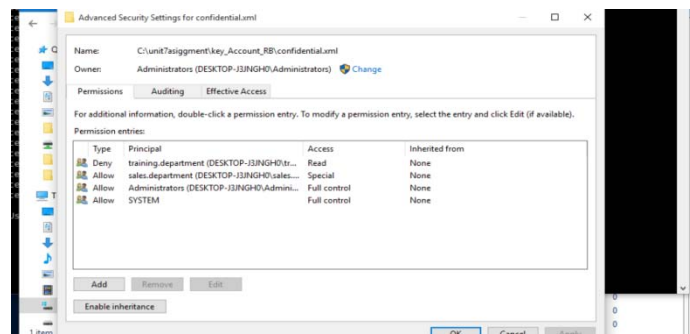 Advanced Security Settings for confidential.xml
Name: C:\unit7asiggment\key_Account_RB\confidential.xml
Owner: Administrators (DESKTOP-J3JNGH0\Administrators) Change
Permissions Auditing Effective Access
For additional information, double-click a permission entry. To modify a permission entry, select the entry and click Edit (if available).
Permission entries:
Type Principal Access Inherited from
Deny training.department (DESKTOP-J3JNGH0\tr... Read None
Allow sales.department (DESKTOP-J3JNGH0\sales.... Special None
Allow Administrators (DESKTOP-J3JNGH0\Admini... Full control None
Allow SYSTEM Full control None
Add Remove Edit
Enable inheritance
0
0
0
1 item
OK Cancel Apply